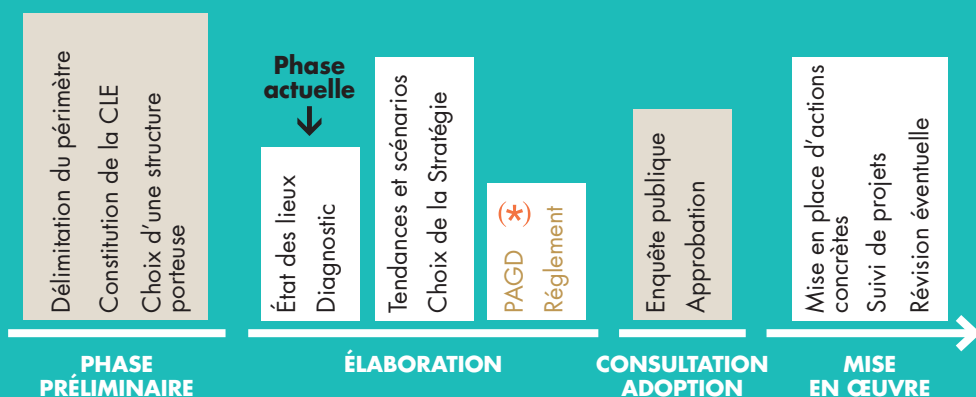 Délimitation du périmètre
Constitution de la CLE
Choix d'une structure
porteuse
Phase
actuelle
État des lieux
Diagnostic
Tendances et scénarios
Choix de la Stratégie
PAGD (*)
Réglement
Enquête publique
Approbation
Mise en place d'actions
concrètes
Suivi de projets
Révision éventuelle
PHASE
PRÉLIMINAIRE
ÉLABORATION
CONSULTATION
ADOPTION
MISE
EN ŒUVRE